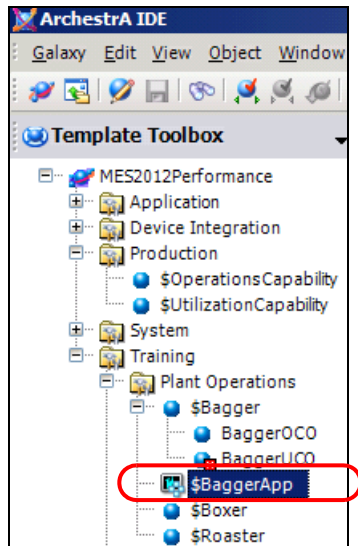 ArchestrA IDE
Galaxy Edit View Object Window
Template Toolbox
MES2012Performance
Application
Device Integration
Production
$OperationsCapability
$UtilizationCapability
System
Training
Plant Operations
$Bagger
BaggerOCO
BaggerUCO
$BaggerApp
$Boxer
$Roaster